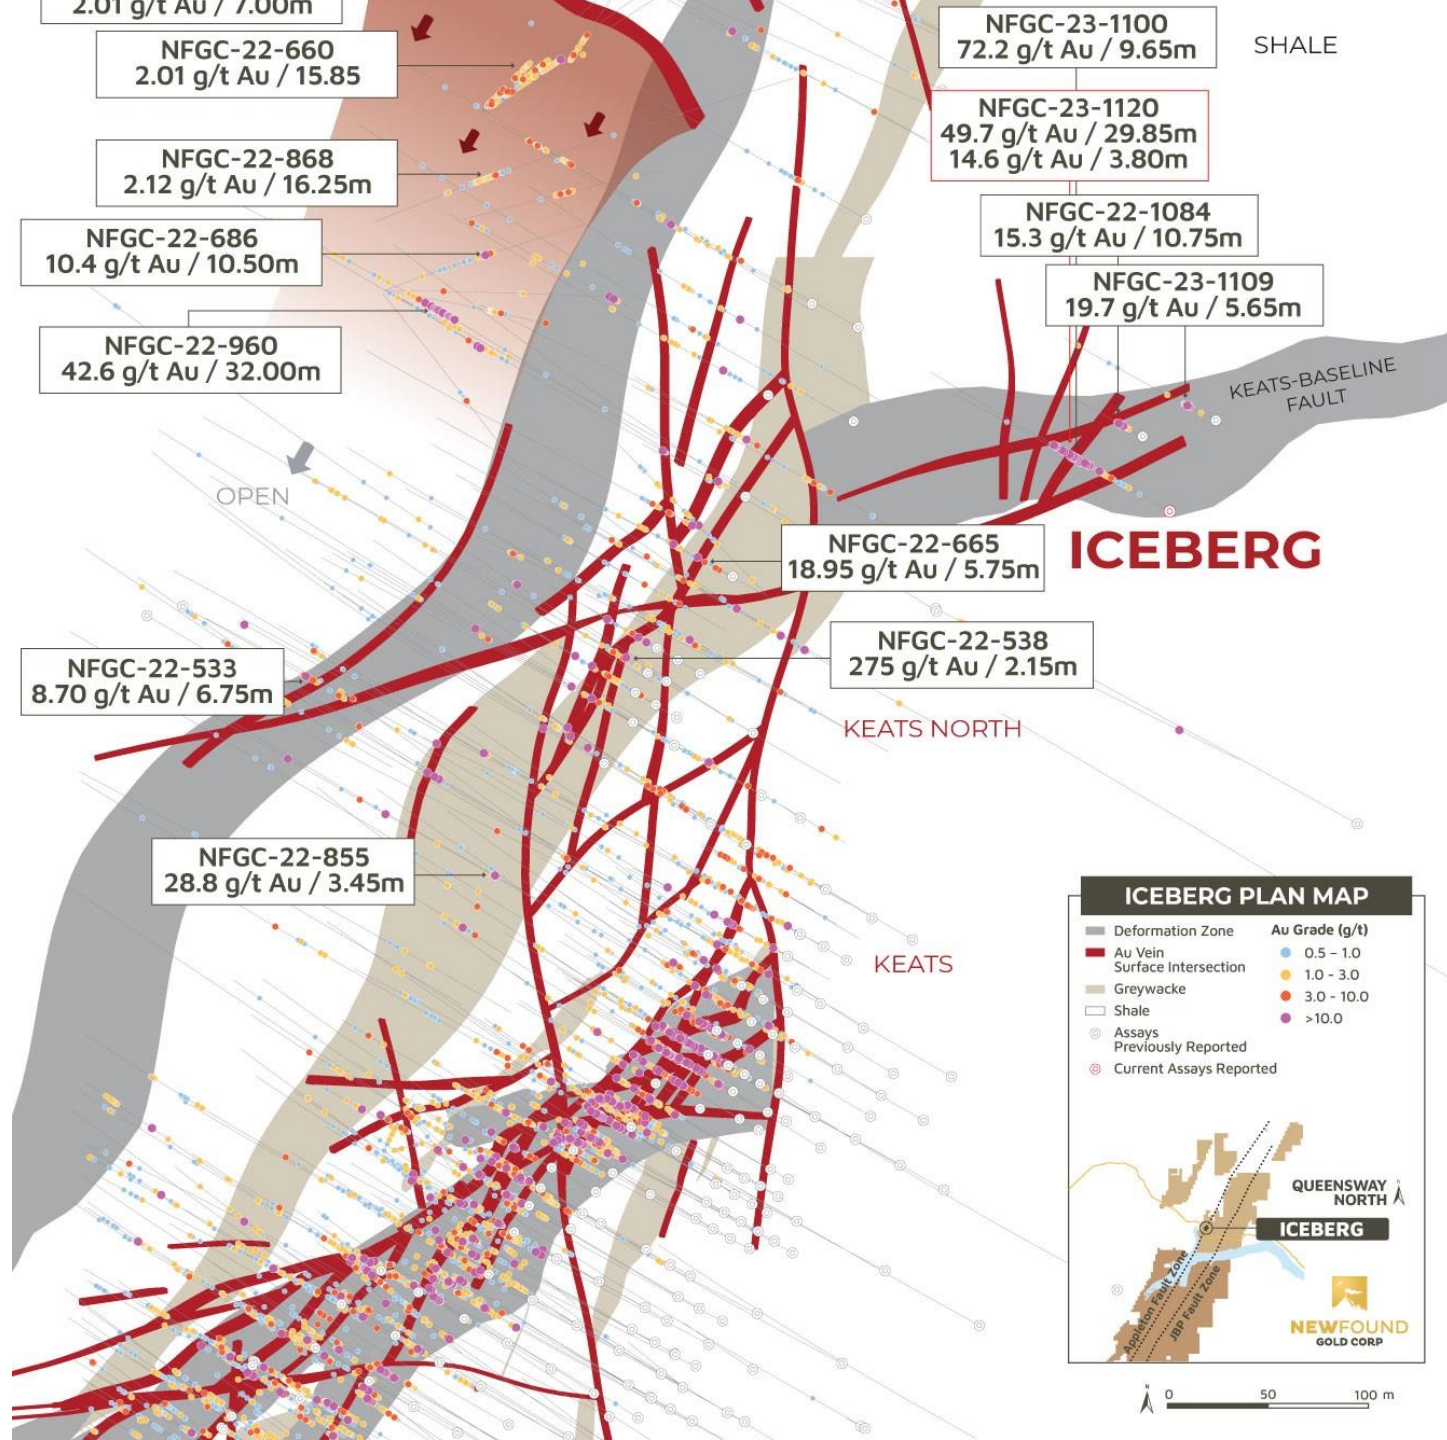 2.01 g/t Au / 7.00m
NFGC-22-660
2.01 g/t Au / 15.85
NFGC-22-868
2.12 g/t Au / 16.25m
NFGC-22-686
10.4 g/t Au / 10.50m
NFGC-22-960
42.6 g/t Au / 32.00m
OPEN
NFGC-22-533
8.70 g/t Au / 6.75m
NFGC-22-855
28.8 g/t Au / 3.45m
NFGC-23-1100
72.2 g/t Au / 9.65m
SHALE
NFGC-23-1120
49.7 g/t Au / 29.85m
14.6 g/t Au / 3.80m
NFGC-22-1084
15.3 g/t Au / 10.75m
NFGC-23-1109
19.7 g/t Au / 5.65m
KEATS-BASELINE
FAULT
ICEBERG
NFGC-22-665
18.95 g/t Au / 5.75m
NFGC-22-538
275 g/t Au / 2.15m
KEATS NORTH
KEATS
ICEBERG PLAN MAP
Deformation Zone
Au Vein
Surface Intersection
Greywacke
Shale
Assays
Previously Reported
Current Assays Reported
Au Grade (g/t)
0.5 - 1.0
1.0 - 3.0
3.0 - 10.0
>10.0
QUEENSWAY
NORTH
N
ICEBERG
Appleton Fault Zone
JBP Fault Zone
NEWFOUND
GOLD CORP
N
0 50 100 m